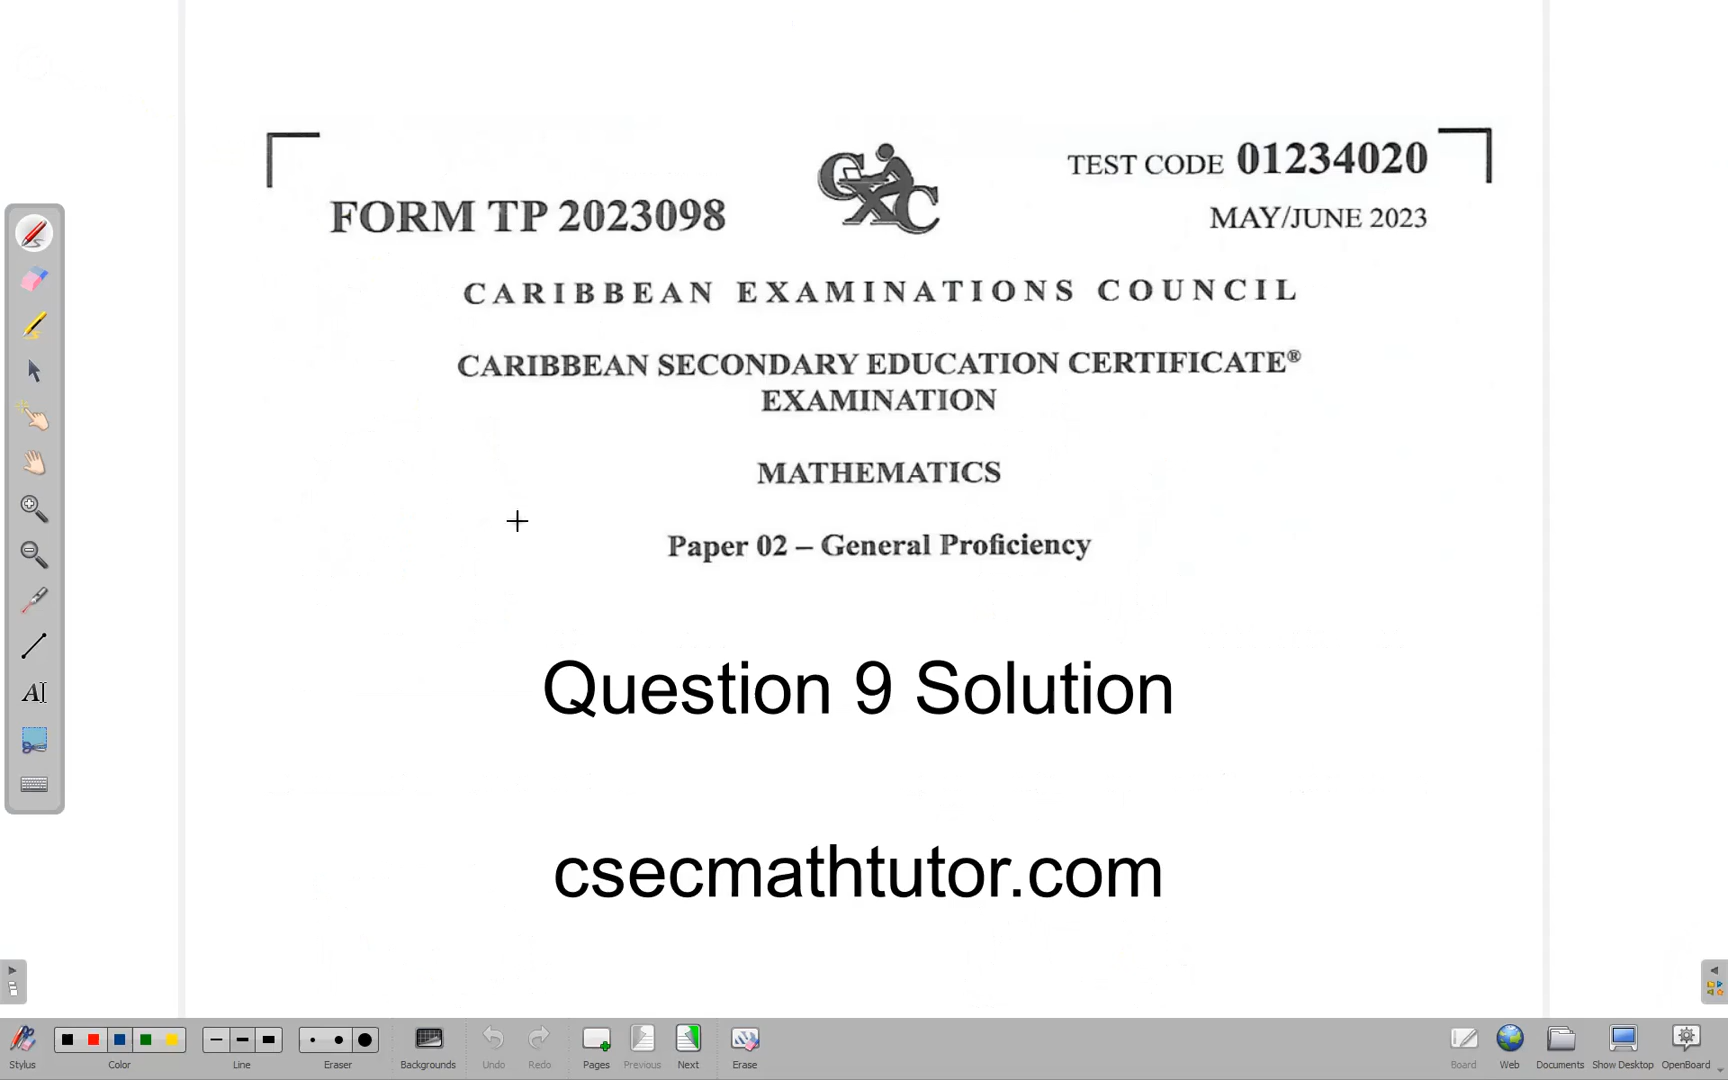 TEST CODE 01234020
FORM TP 2023098
CXC
MAY/JUNE 2023
CARIBBEAN EXAMINATIONS COUNCIL
CARIBBEAN SECONDARY EDUCATION CERTIFICATE®
EXAMINATION
MATHEMATICS
Paper 02 – General Proficiency
Question 9 Solution
csecmathtutor.com
Stylus
Color
Line
Eraser
Backgrounds
Undo
Redo
Pages
Previous
Next
Erase
Board
Web
Documents
Show Desktop
OpenBoard